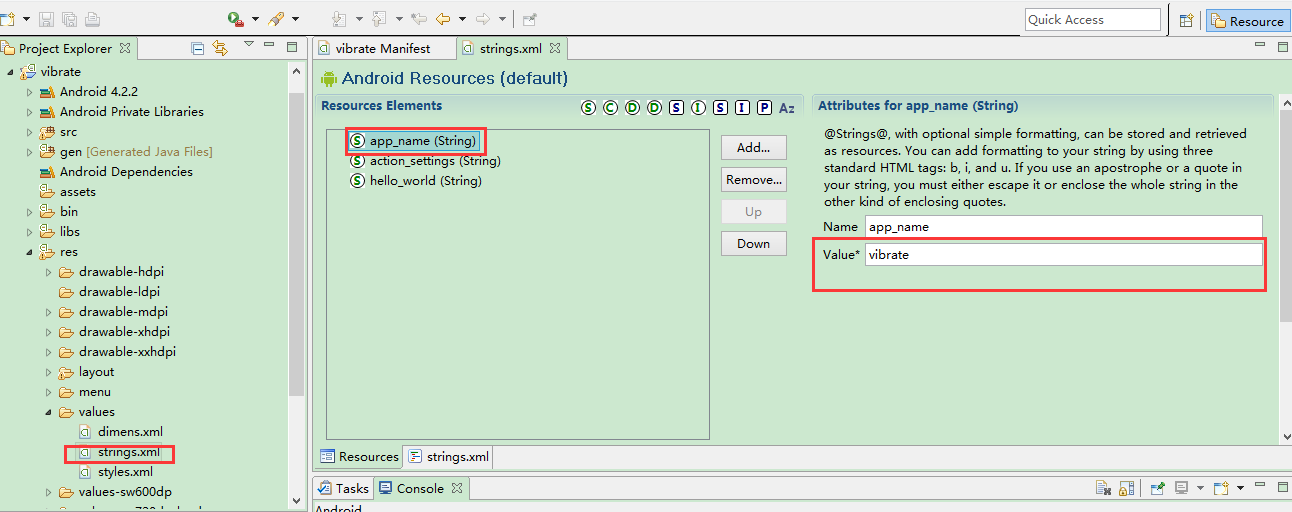 Quick Access
Resource
Project Explorer
vibrate Manifest
strings.xml
vibrate
Android 4.2.2
Android Private Libraries
src
gen [Generated Java Files]
Android Dependencies
assets
bin
libs
res
drawable-hdpi
drawable-ldpi
drawable-mdpi
drawable-xhdpi
drawable-xxhdpi
layout
menu
values
dimens.xml
strings.xml
styles.xml
values-sw600dp
Android Resources (default)
Resources Elements
S C D D S I S I P Az
S app_name (String)
S action_settings (String)
S hello_world (String)
Add...
Remove...
Up
Down
Attributes for app_name (String)
@Strings@, with optional simple formatting, can be stored and retrieved
as resources. You can add formatting to your string by using three
standard HTML tags: b, i, and u. If you use an apostrophe or a quote in
your string, you must either escape it or enclose the whole string in the
other kind of enclosing quotes.
Name app_name
Value* vibrate
Resources
strings.xml
Tasks
Console
Android